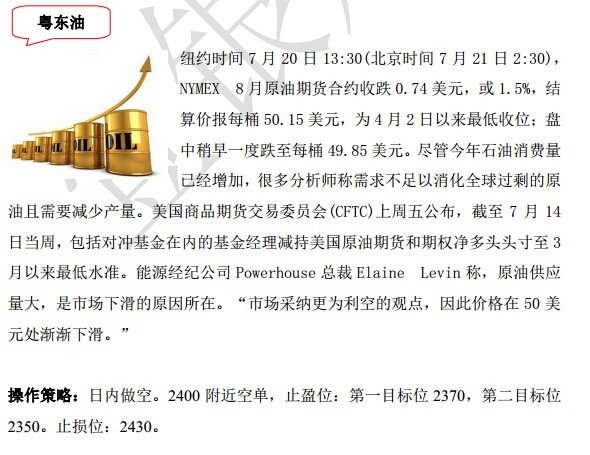 粤东油
纽约时间 7 月 20 日 13:30(北京时间 7 月 21 日 2:30)，
NYMEX 8 月原油期货合约收跌 0.74 美元，或 1.5%，结
算价报每桶 50.15 美元，为 4 月 2 日以来最低收位；盘
中稍早一度跌至每桶 49.85 美元。尽管今年石油消费量
已经增加，很多分析师称需求不足以消化全球过剩的原
油且需要减少产量。美国商品期货交易委员会(CFTC)上周五公布，截至 7 月 14
日当周，包括对冲基金在内的基金经理减持美国原油期货和期权净多头头寸至 3
月以来最低水准。能源经纪公司 Powerhouse 总裁 Elaine Levin 称，原油供应
量大，是市场下滑的原因所在。“市场采纳更为利空的观点，因此价格在 50 美
元处渐渐下滑。”
操作策略：日内做空。2400 附近空单，止盈位：第一目标位 2370，第二目标位
2350。止损位：2430。
OIL OIL OIL